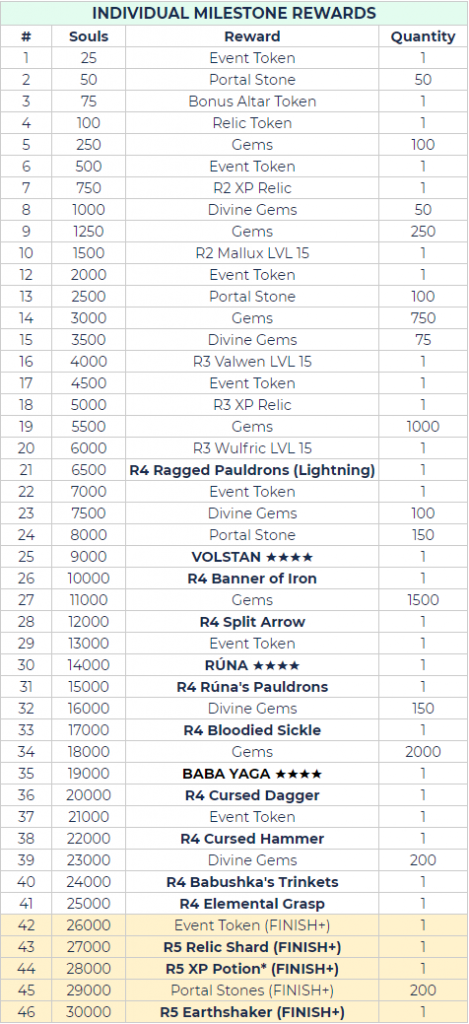 INDIVIDUAL MILESTONE REWARDS
# Souls Reward Quantity
1 25 Event Token 1
2 50 Portal Stone 50
3 75 Bonus Altar Token 1
4 100 Relic Token 1
5 250 Gems 100
6 500 Event Token 1
7 750 R2 XP Relic 1
8 1000 Divine Gems 50
9 1250 Gems 250
10 1500 R2 Mallux LVL 15 1
12 2000 Event Token 1
13 2500 Portal Stone 100
14 3000 Gems 750
15 3500 Divine Gems 75
16 4000 R3 Valwen LVL 15 1
17 4500 Event Token 1
18 5000 R3 XP Relic 1
19 5500 Gems 1000
20 6000 R3 Wulfric LVL 15 1
21 6500 R4 Ragged Pauldrons (Lightning) 1
22 7000 Event Token 1
23 7500 Divine Gems 100
24 8000 Portal Stone 150
25 9000 VOLSTAN ★★★★ 1
26 10000 R4 Banner of Iron 1
27 11000 Gems 1500
28 12000 R4 Split Arrow 1
29 13000 Event Token 1
30 14000 RÚNA ★★★★ 1
31 15000 R4 Rúna's Pauldrons 1
32 16000 Divine Gems 150
33 17000 R4 Bloodied Sickle 1
34 18000 Gems 2000
35 19000 BABA YAGA ★★★★ 1
36 20000 R4 Cursed Dagger 1
37 21000 Event Token 1
38 22000 R4 Cursed Hammer 1
39 23000 Divine Gems 200
40 24000 R4 Babushka's Trinkets 1
41 25000 R4 Elemental Grasp 1
42 26000 Event Token (FINISH+) 1
43 27000 R5 Relic Shard (FINISH+) 1
44 28000 R5 XP Potion* (FINISH+) 1
45 29000 Portal Stones (FINISH+) 200
46 30000 R5 Earthshaker (FINISH+) 1